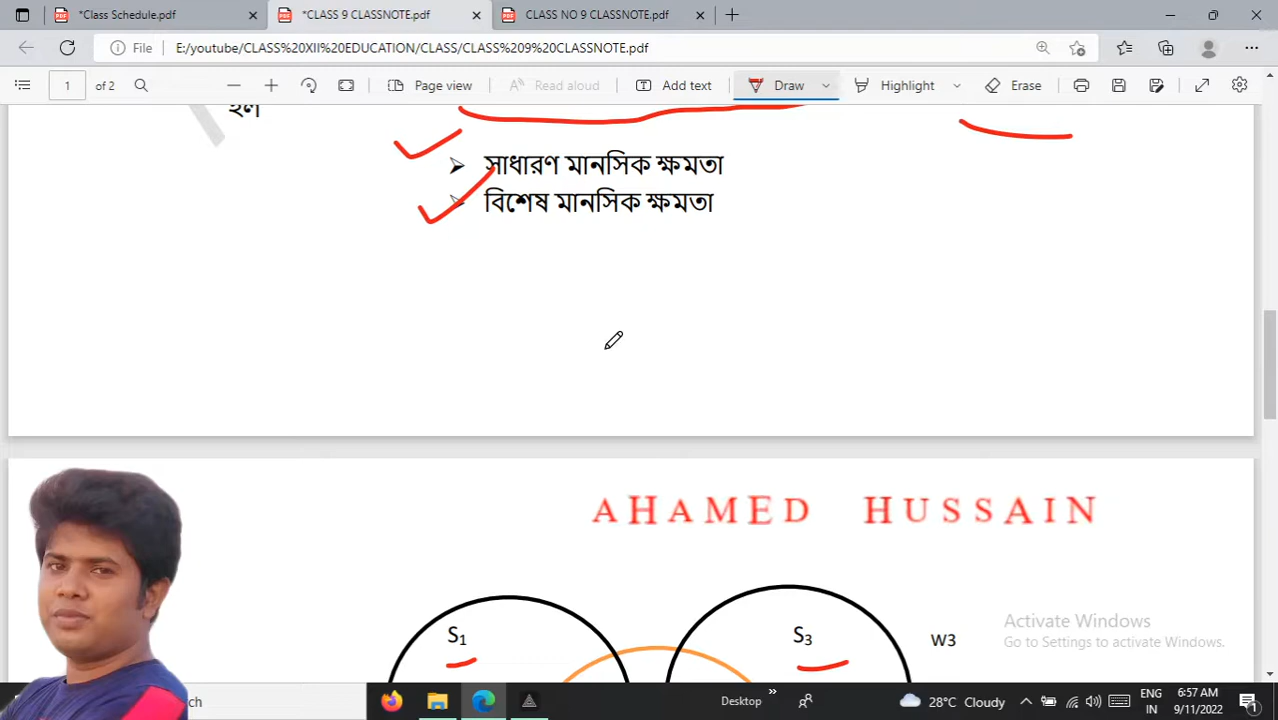 *Class Schedule.pdf
*CLASS 9 CLASSNOTE.pdf
CLASS NO 9 CLASSNOTE.pdf
File
E:/youtube/CLASS%20XII%20EDUCATION/CLASS/CLASS%209%20CLASSNOTE.pdf
1 of 2
Page view
Read aloud
Add text
Draw
Highlight
Erase
হল
সাধারণ মানসিক ক্ষমতা
বিশেষ মানসিক ক্ষমতা
AHAMED HUSSAIN
S1
S3
W3
Activate Windows
Go to Settings to activate Windows.
rch
Desktop
28°C Cloudy
ENG
IN
6:57 AM
9/11/2022
1